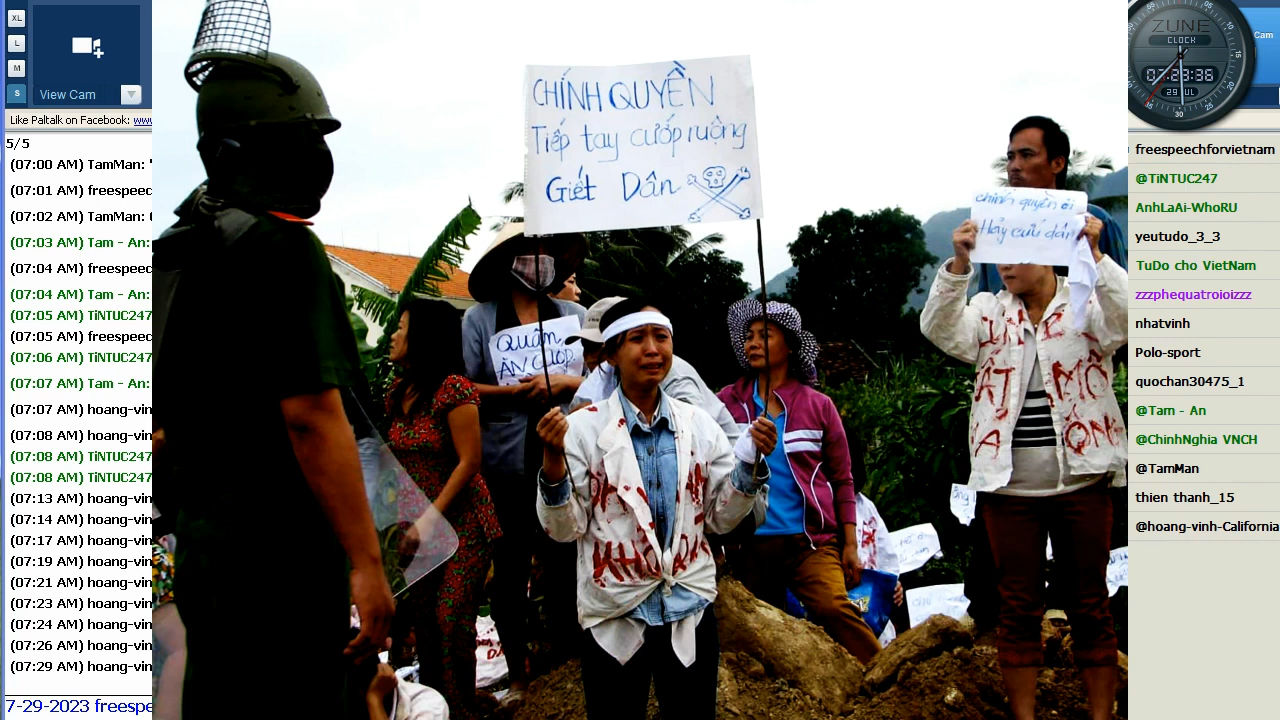 XL
L
M
S
View Cam
Like Paltalk on Facebook: www
5/5
(07:00 AM) TamMan:
(07:01 AM) freespeec
(07:02 AM) TamMan:
(07:03 AM) Tam - An:
(07:04 AM) freespeec
(07:04 AM) Tam - An:
(07:05 AM) TiNTUC247
(07:05 AM) freespeec
(07:06 AM) TiNTUC247
(07:07 AM) Tam - An:
(07:07 AM) hoang-vin
(07:08 AM) hoang-vin
(07:08 AM) TiNTUC247
(07:08 AM) TiNTUC247
(07:13 AM) hoang-vin
(07:14 AM) hoang-vin
(07:17 AM) hoang-vin
(07:19 AM) hoang-vin
(07:21 AM) hoang-vin
(07:23 AM) hoang-vin
(07:24 AM) hoang-vin
(07:26 AM) hoang-vin
(07:29 AM) hoang-vin
7-29-2023 freespe
CHÍNH QUYỀN
Tiếp tay cướp ruộng
Giết Dân
QUÂN
ĂN CƯỚP
chính quyền ơi
Hãy cứu dân
ZUNE
CLOCK
Cam
freespeechforvietnam
@TiNTUC247
AnhLaAi-WhoRU
yeutudo_3_3
TuDo cho VietNam
zzzphequatroioizzz
nhatvinh
Polo-sport
quochan30475_1
@Tam - An
@ChinhNghia VNCH
@TamMan
thien thanh_15
@hoang-vinh-California